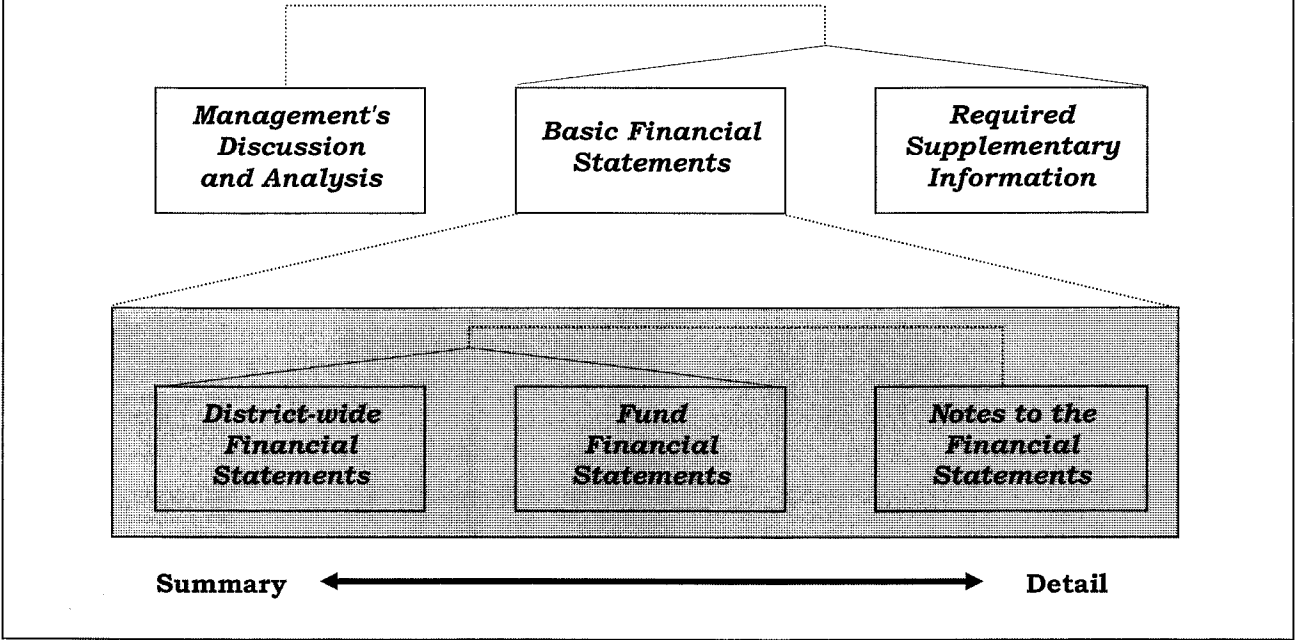 Management's
Discussion
and Analysis
Basic Financial
Statements
Required
Supplementary
Information
District-wide
Financial
Statements
Fund
Financial
Statements
Notes to the
Financial
Statements
Summary
Detail